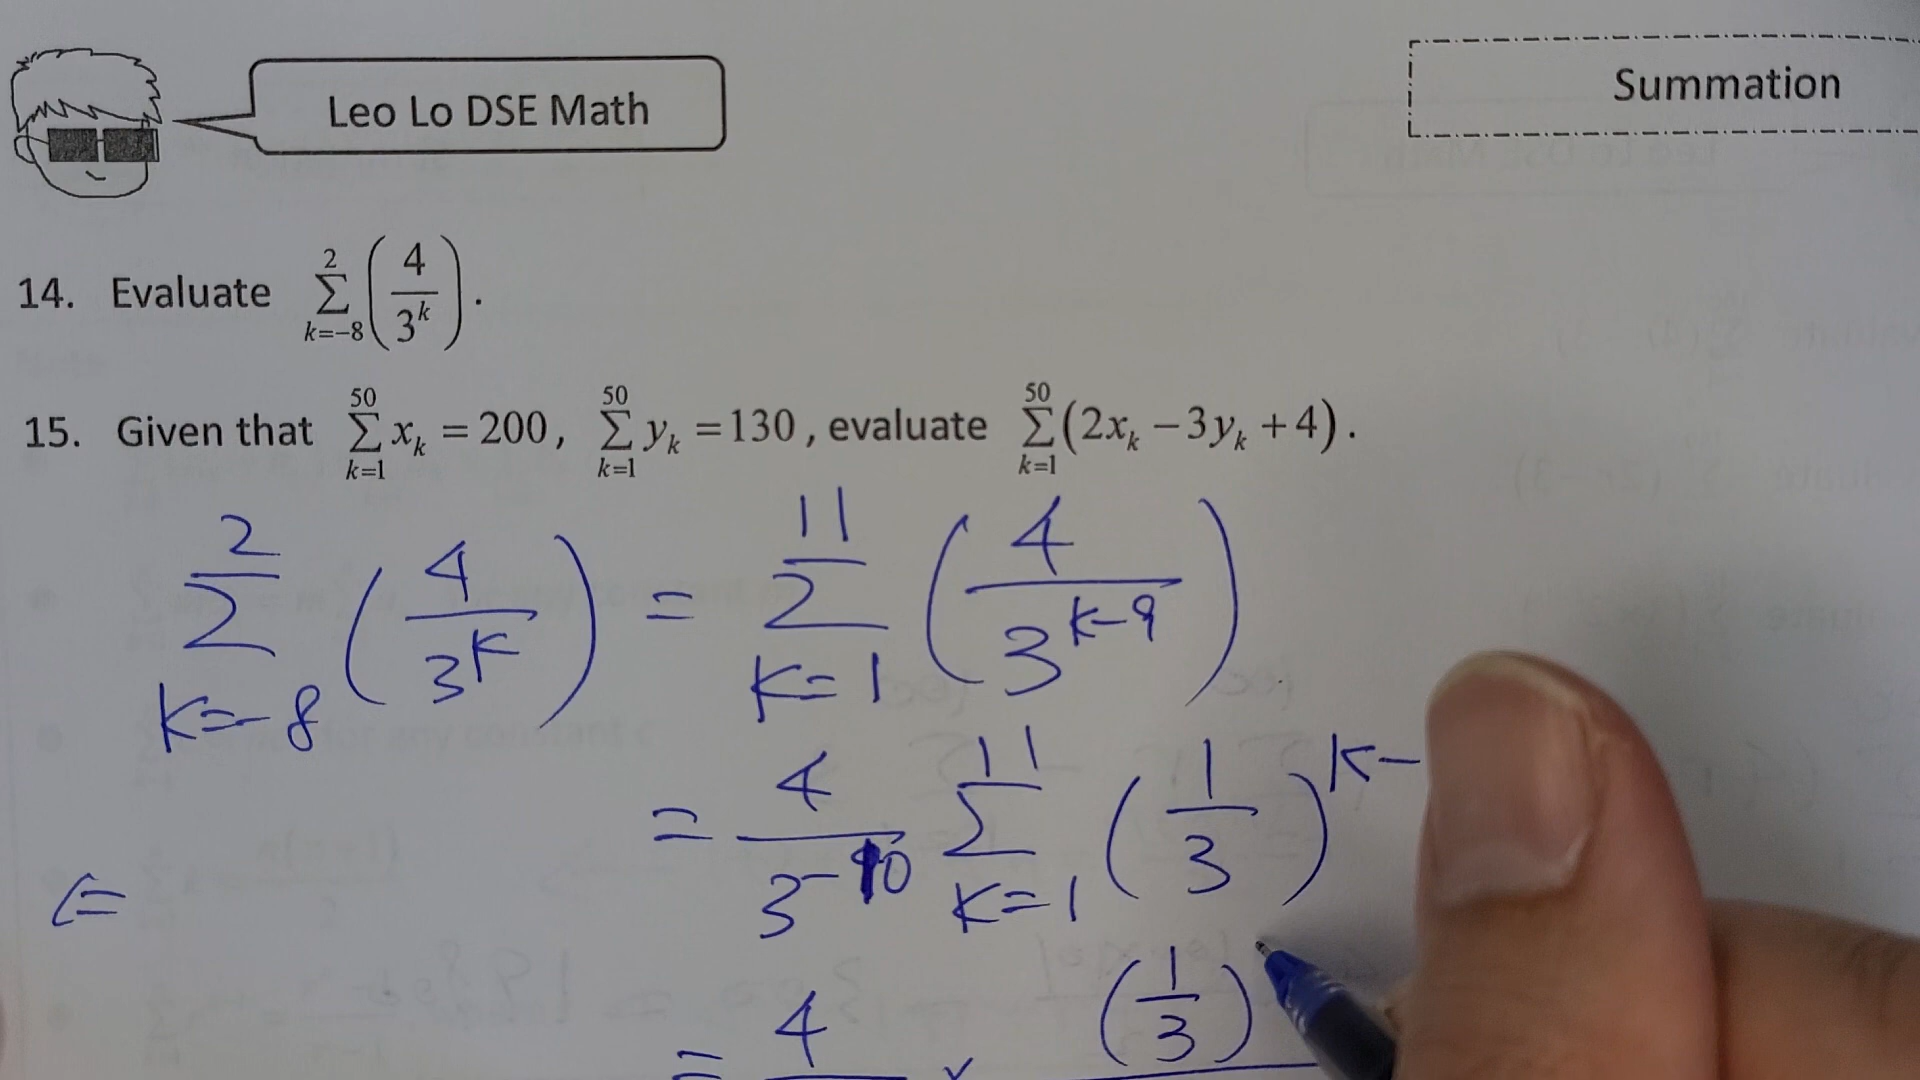 Leo Lo DSE Math
Summation
14. Evaluate \sum_{k=-8}^{2} \left( \frac{4}{3^k} \right) .
15. Given that \sum_{k=1}^{50} x_k = 200 , \sum_{k=1}^{50} y_k = 130 , evaluate \sum_{k=1}^{50} (2x_k - 3y_k + 4) .
\sum_{k=-8}^{2} \left( \frac{4}{3^k} \right) = \sum_{k=1}^{11} \left( \frac{4}{3^{k-9}} \right)
= \frac{4}{3^{-10}} \sum_{k=1}^{11} \left( \frac{1}{3} \right)^{k-}
= 4 × \left( \frac{1}{3} \right)